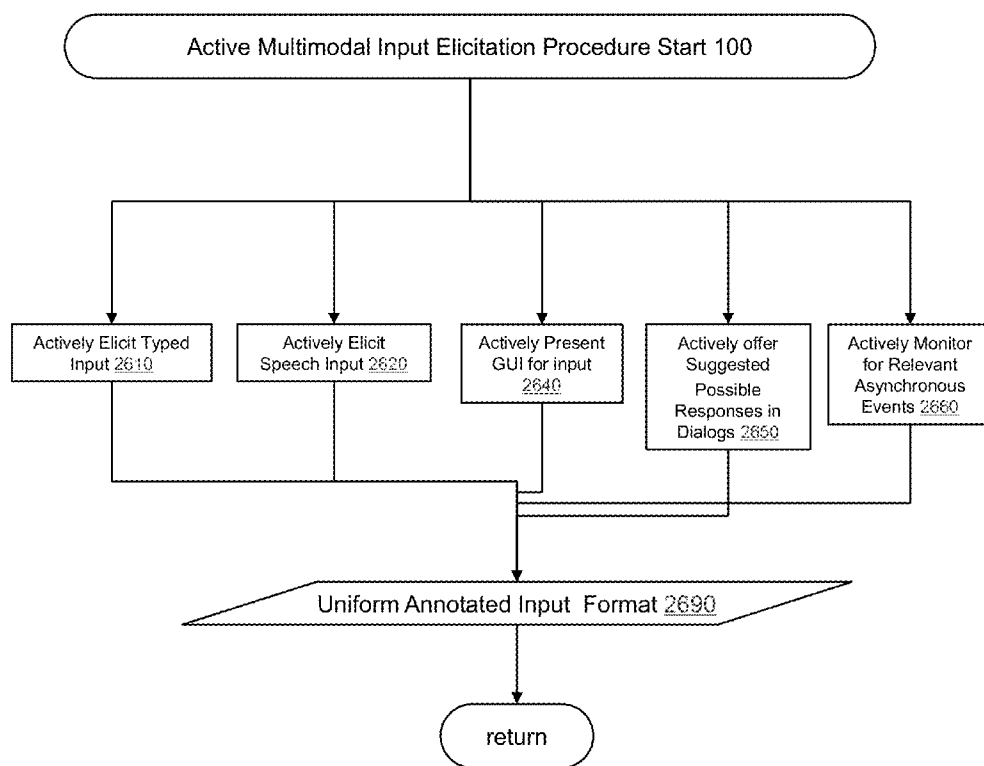 Active Multimodal Input Elicitation Procedure Start 100
Actively Elicit Typed
Input 2610
Actively Elicit
Speech Input 2620
Actively Present
GUI for input
2640
Actively offer
Suggested
Possible
Responses in
Dialogs 2650
Actively Monitor
for Relevant
Asynchronous
Events 2660
Uniform Annotated Input Format 2690
return